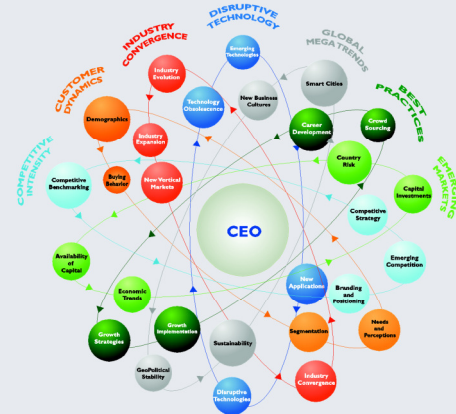 DISRUPTIVE
TECHNOLOGY
INDUSTRY
CONVERGENCE
GLOBAL
MEGA TRENDS
CUSTOMER
DYNAMICS
BEST
PRACTICES
COMPETITIVE
INTENSITY
EMERGING
MARKETS
Emerging
Technologies
Industry
Evolution
Smart Cities
Technology
Obsolescence
New Business
Cultures
Demographics
Career
Development
Crowd
Sourcing
Industry
Expansion
Country
Risk
Competitive
Benchmarking
Buying
Behavior
New Vertical
Markets
Capital
Investments
Competitive
Strategy
CEO
Availability
of
Capital
Emerging
Competition
Economic
Trends
New
Applications
Branding
and
Positioning
Growth
Strategies
Growth
Implementation
Sustainability
Segmentation
Needs and
Perceptions
GeoPolitical
Stability
Industry
Convergence
Disruptive
Technologies